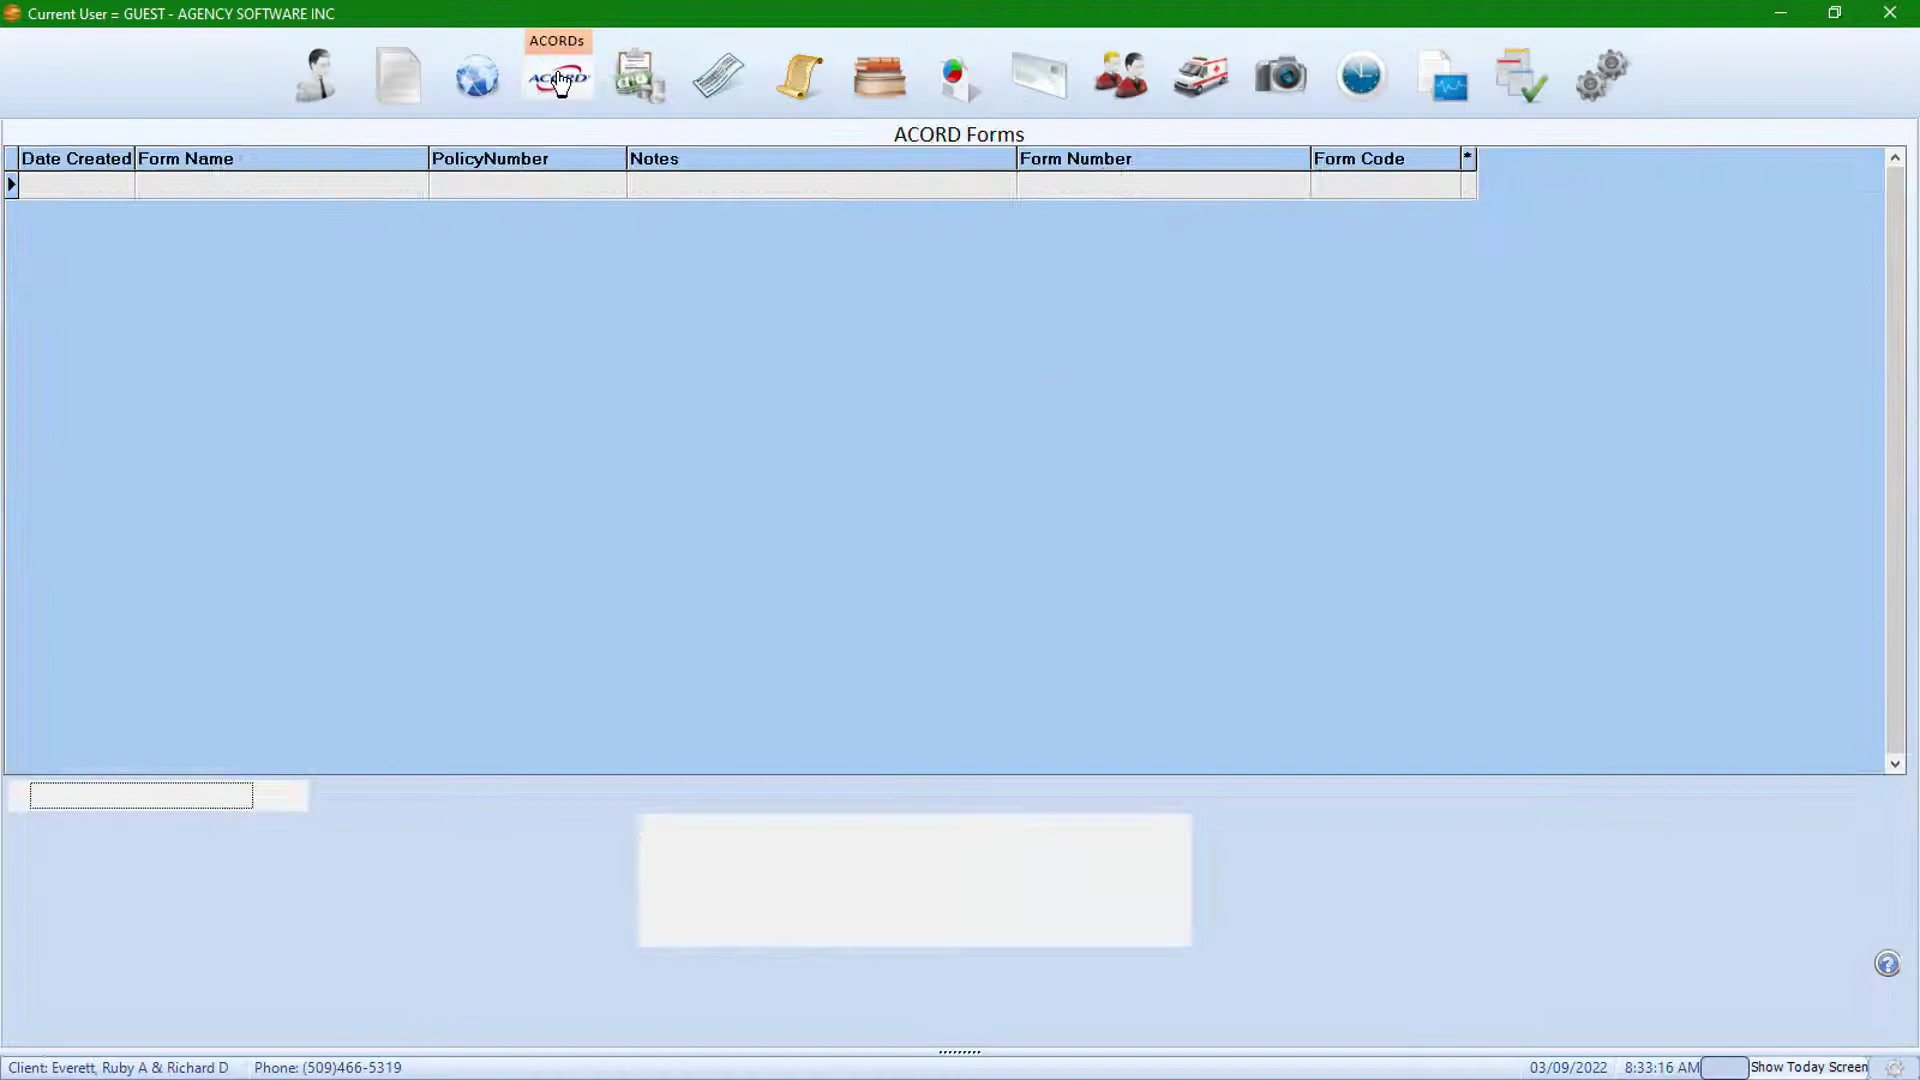 Current User = GUEST - AGENCY SOFTWARE INC
ACORDs
ACORD Forms
Date Created Form Name PolicyNumber Notes Form Number Form Code *
Client: Everett, Ruby A & Richard D Phone: (509)466-5319 03/09/2022 8:33:16 AM Show Today Screen